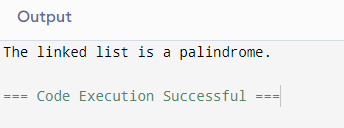 Output
The linked list is a palindrome.
=== Code Execution Successful ===